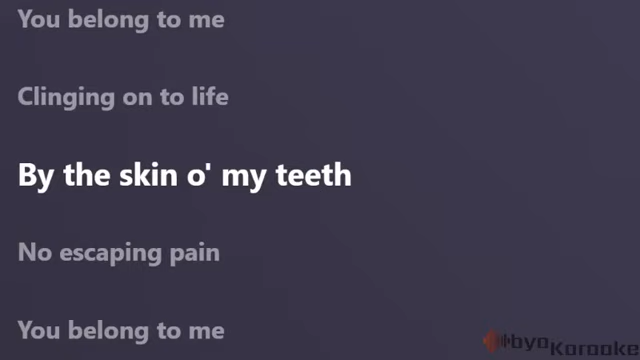 You belong to me
Clinging on to life
By the skin o' my teeth
No escaping pain
You belong to me
byo
Karaoke